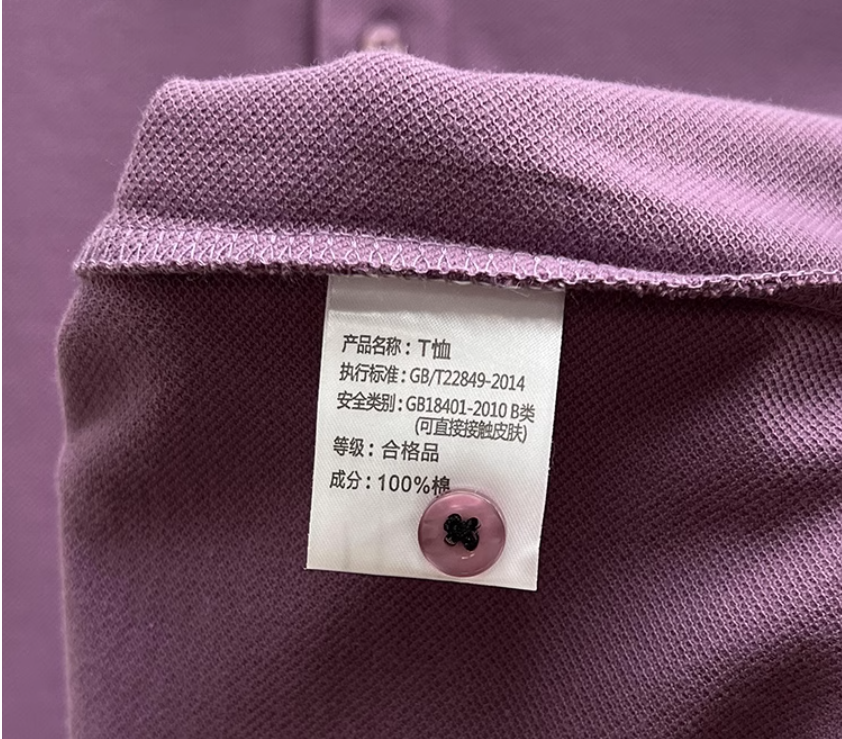 产品名称：T恤
执行标准：GB/T22849-2014
安全类别：GB18401-2010 B类
(可直接接触皮肤)
等级：合格品
成分：100%棉